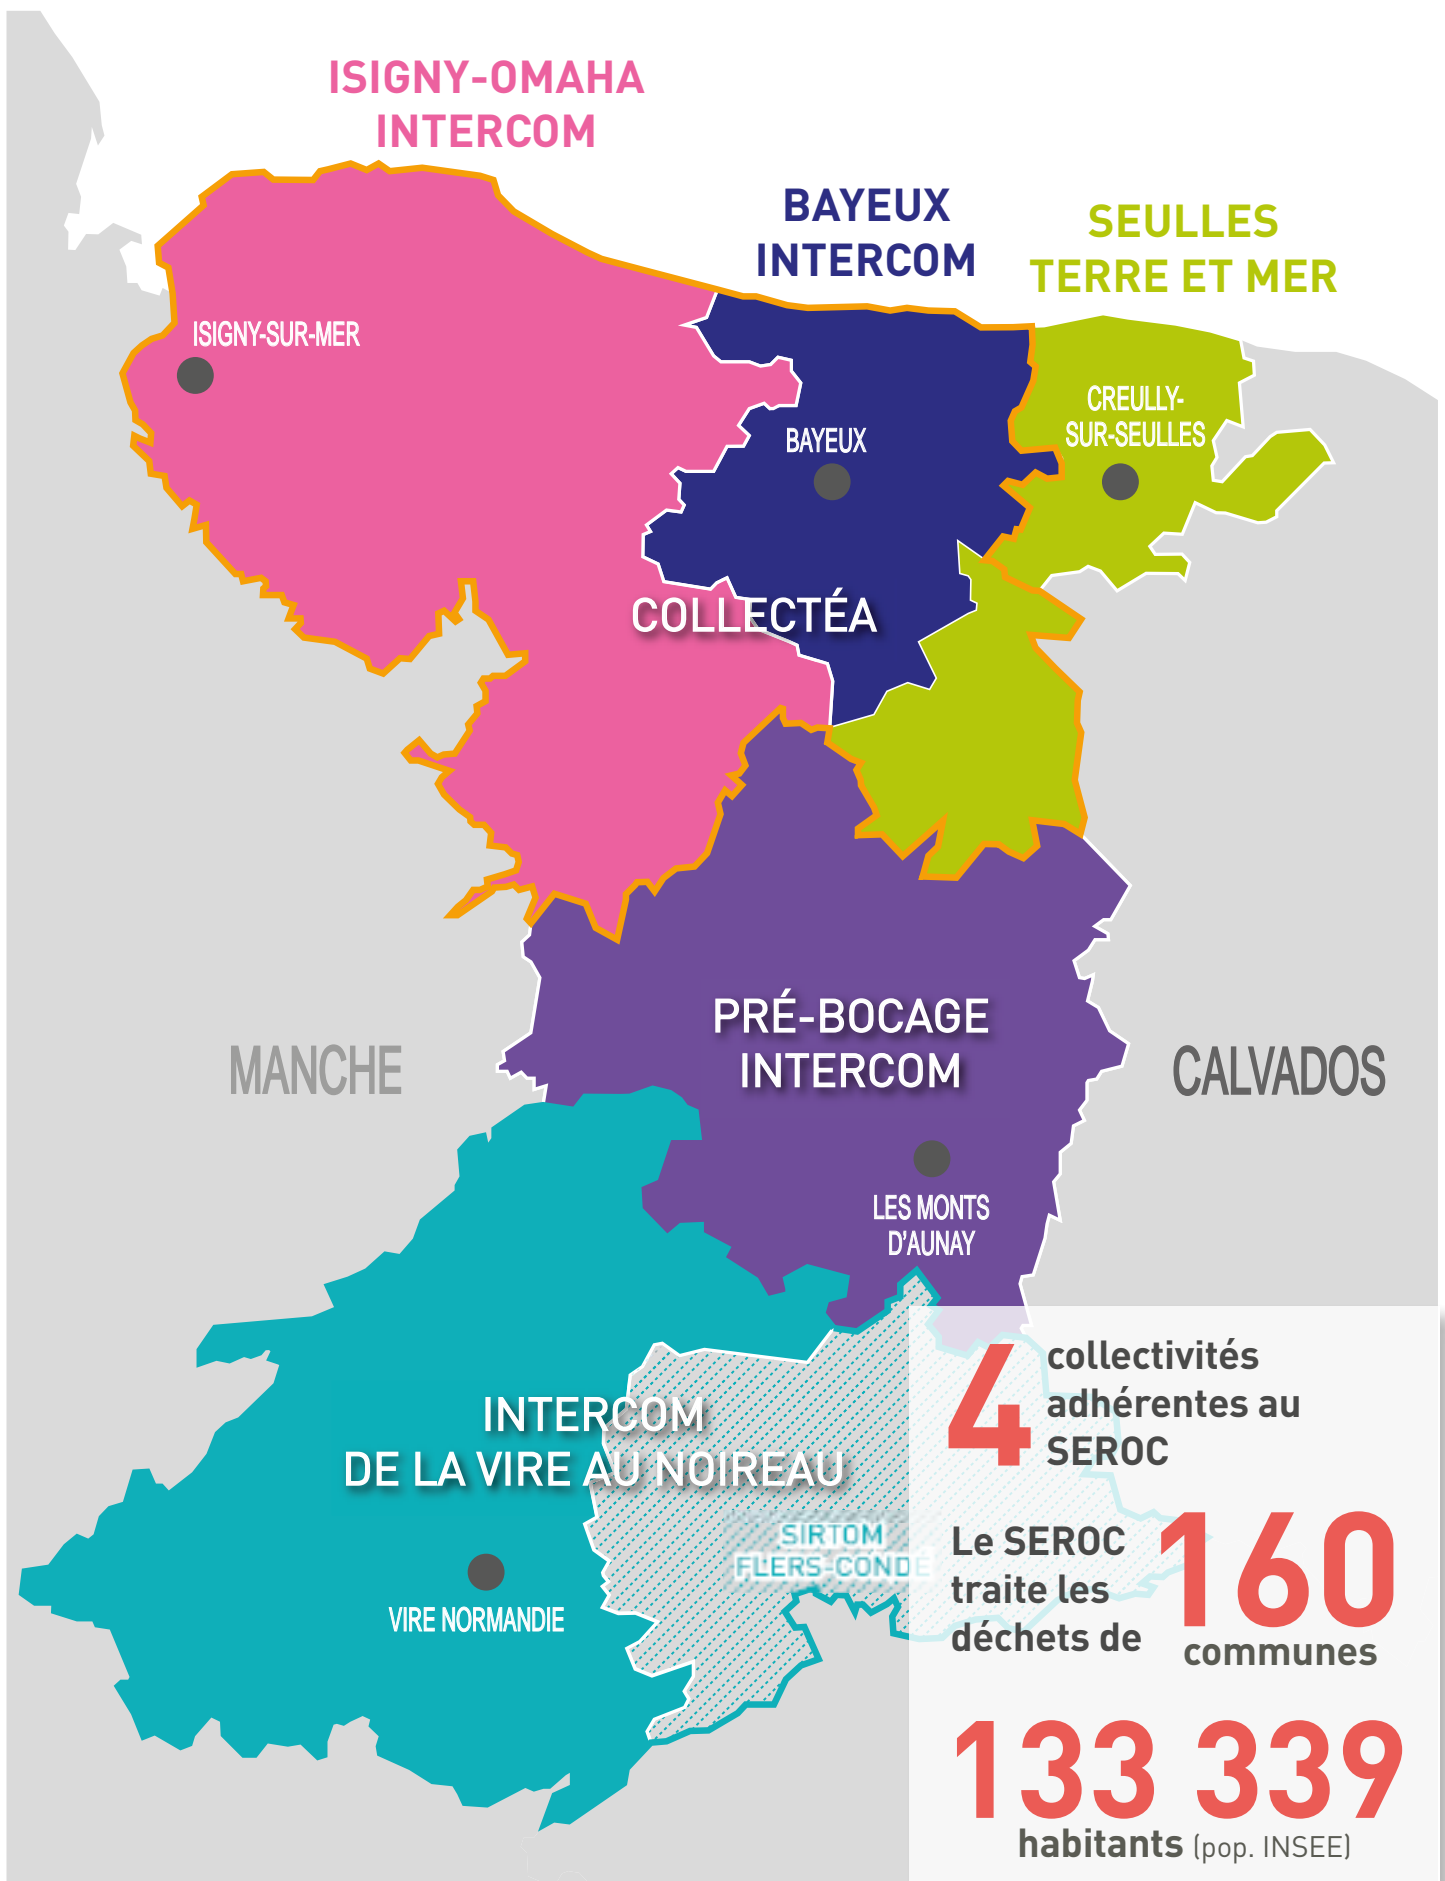 ISIGNY-OMAHA
INTERCOM
BAYEUX
INTERCOM
SEULLES
TERRE ET MER
ISIGNY-SUR-MER
CREULLY-
SUR-SEULLES
BAYEUX
COLLECTÉA
PRÉ-BOCAGE
INTERCOM
MANCHE
CALVADOS
LES MONTS
D'AUNAY
INTERCOM
DE LA VIRE AU NOIREAU
SIRTOM
FLERS-CONDÉ
VIRE NORMANDIE
4 collectivités
adhérentes au
SEROC
Le SEROC
traite les
déchets de
160
communes
133 339
habitants (pop. INSEE)